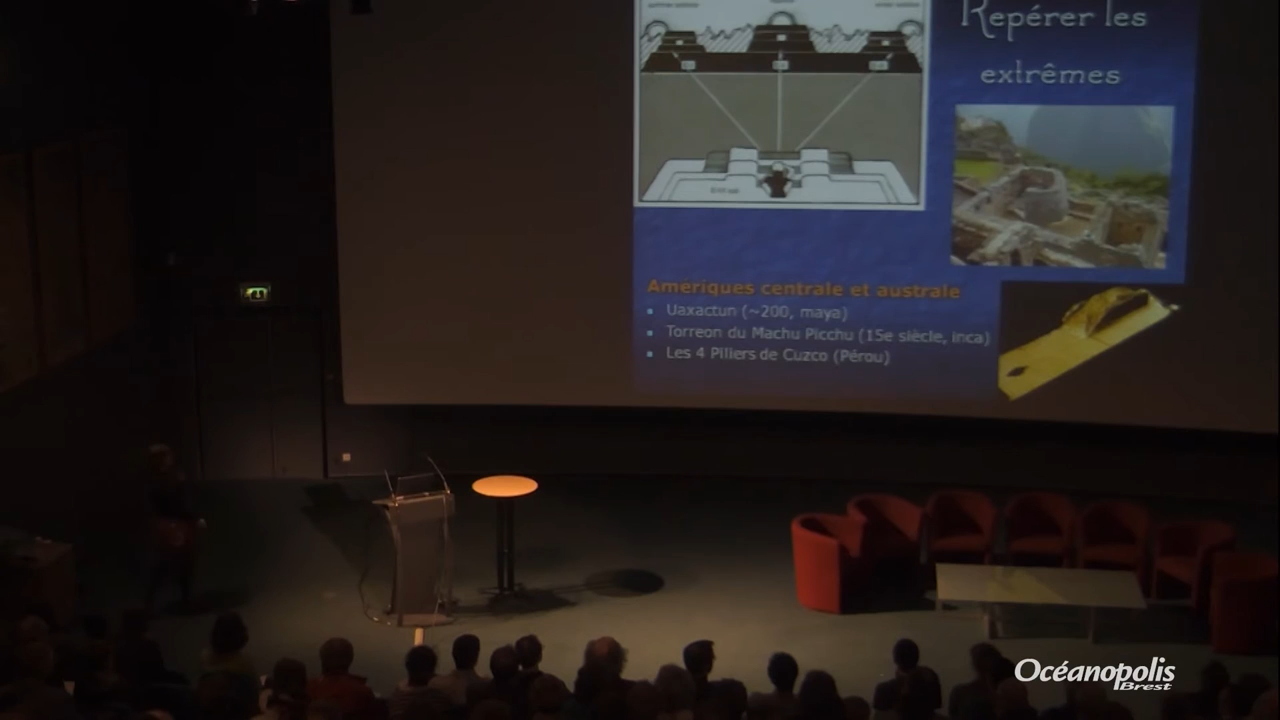 Repérer les
extrêmes
Amériques centrale et australe
Uaxactun (~200, maya)
Torreon du Machu Picchu (15e siècle, inca)
Les 4 Piliers de Cuzco (Pérou)
Océanopolis
Brest